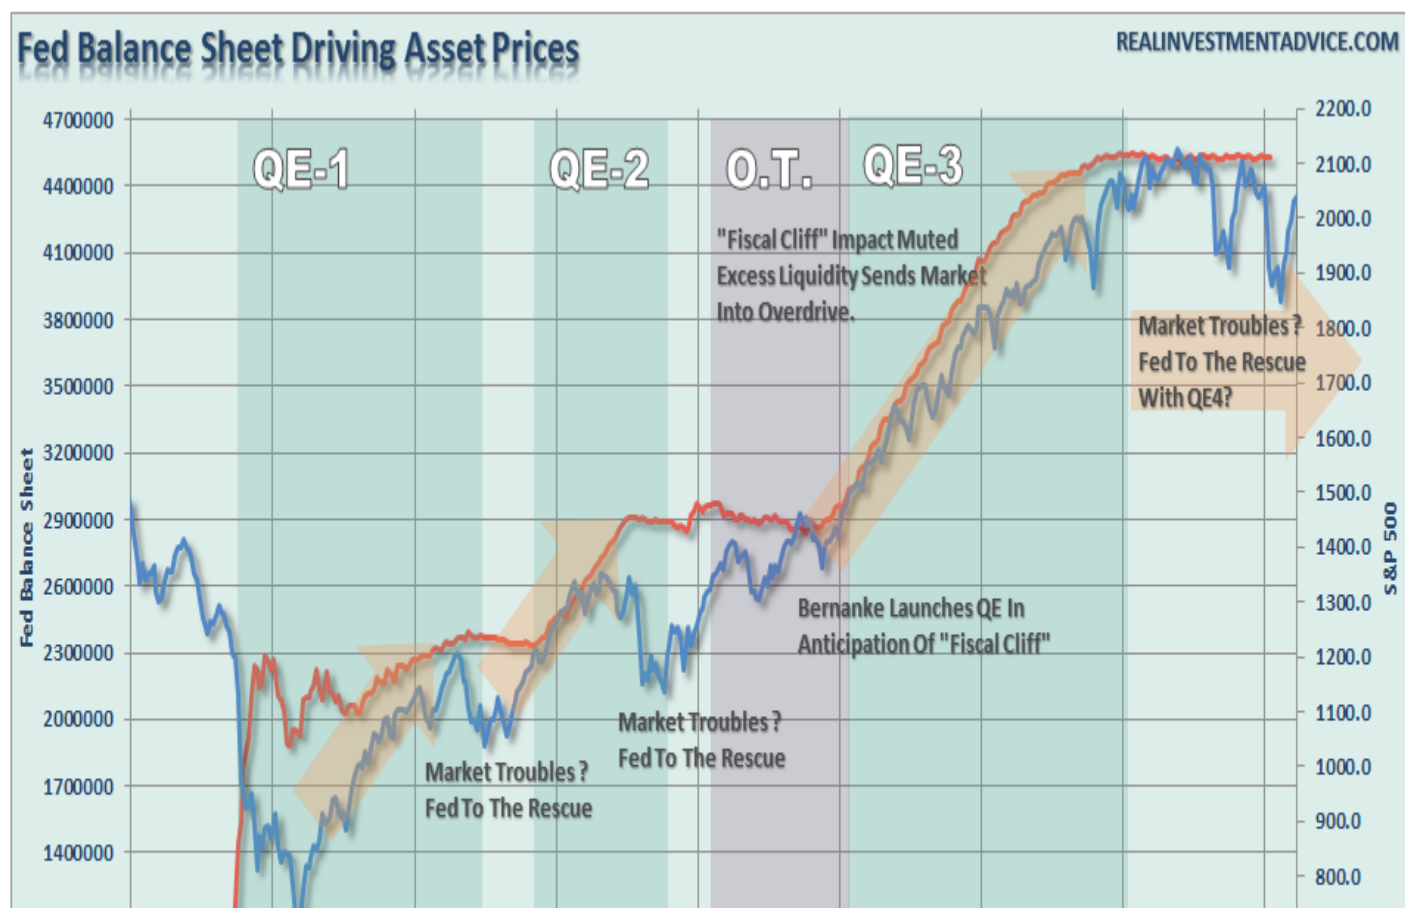 Fed Balance Sheet Driving Asset Prices
REALINVESTMENTADVICE.COM
4700000
4400000
4100000
3800000
3500000
3200000
2900000
2600000
2300000
2000000
1700000
1400000
Fed Balance Sheet
QE-1
QE-2
O.T.
QE-3
"Fiscal Cliff" Impact Muted
Excess Liquidity Sends Market
Into Overdrive.
Market Troubles ?
Fed To The Rescue
With QE4?
Bernanke Launches QE In
Anticipation Of "Fiscal Cliff"
Market Troubles ?
Fed To The Rescue
Market Troubles ?
Fed To The Rescue
2200.0
2100.0
2000.0
1900.0
1800.0
1700.0
1600.0
1500.0
1400.0
1300.0
1200.0
1100.0
1000.0
900.0
800.0
S&P 500